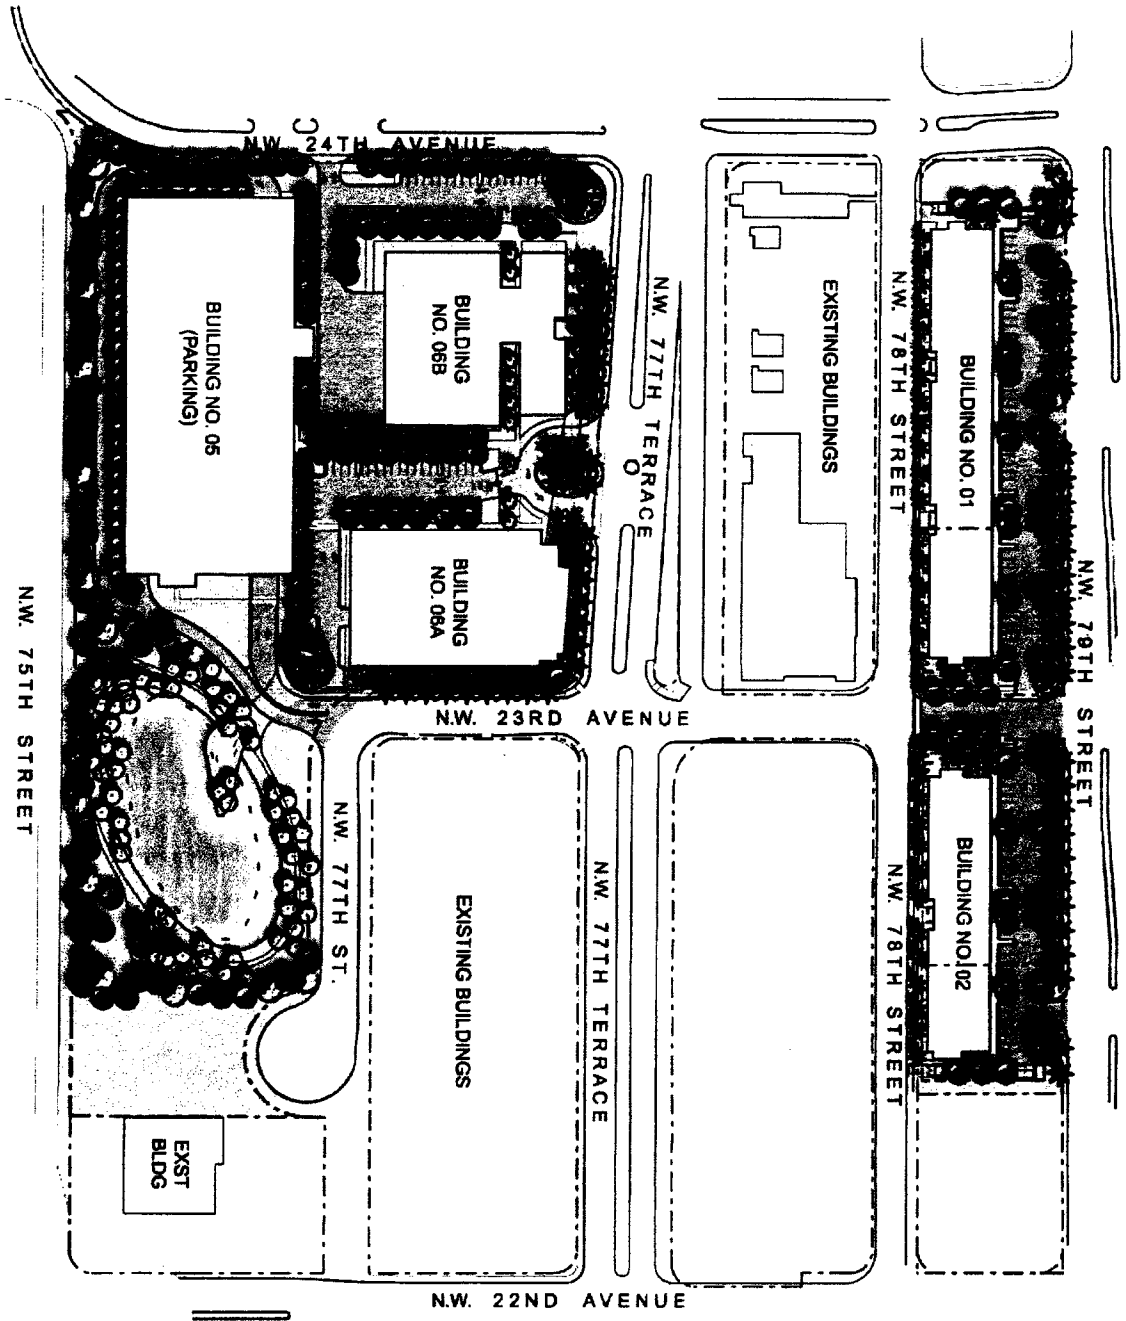 N.W. 24TH AVENUE
BUILDING NO. 05
(PARKING)
BUILDING
NO. 06B
N.W. 77TH TERRACE
EXISTING BUILDINGS
N.W. 78TH STREET
BUILDING NO. 01
N.W. 79TH STREET
BUILDING
NO. 06A
N.W. 75TH STREET
N.W. 23RD AVENUE
N.W. 77TH ST.
EXISTING BUILDINGS
N.W. 77TH TERRACE
N.W. 78TH STREET
BUILDING NO. 02
EXST
BLDG
N.W. 22ND AVENUE